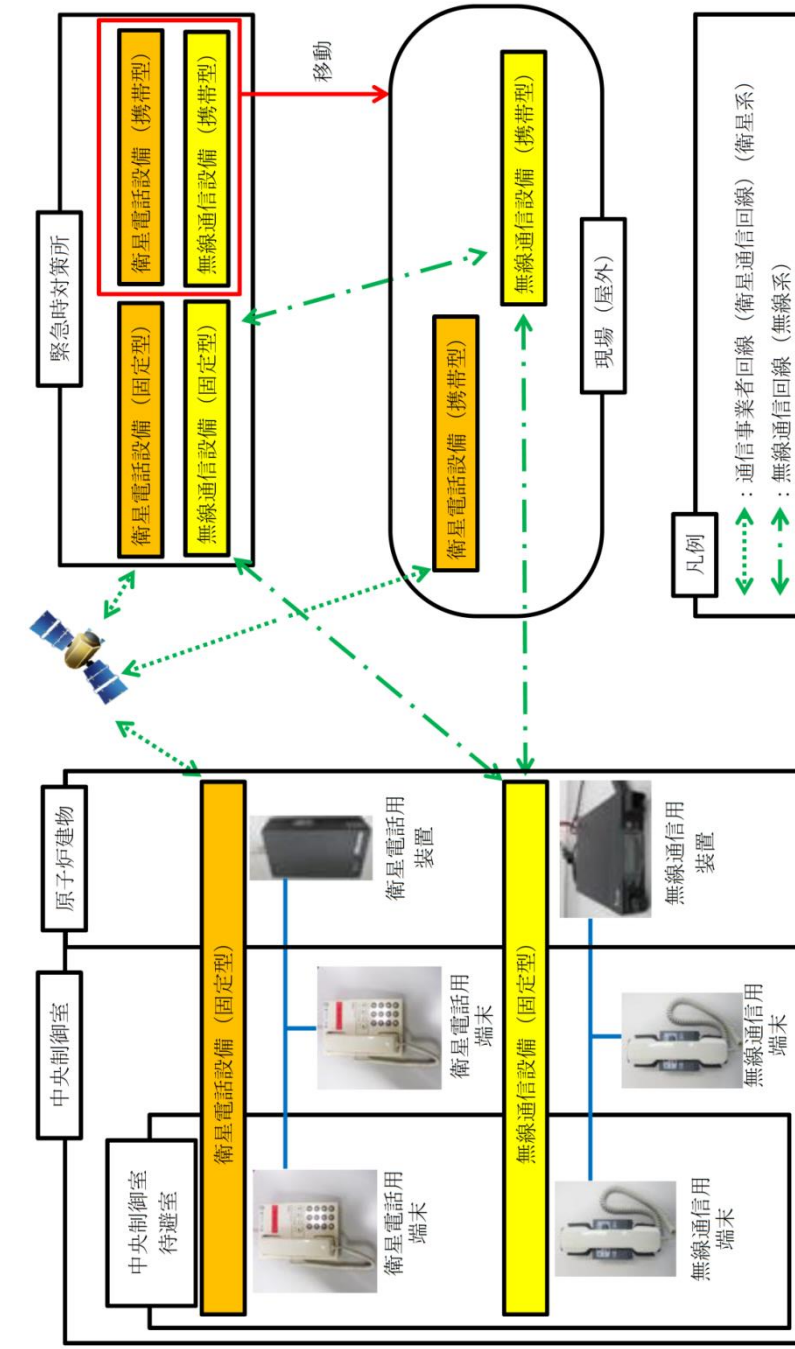 中央制御室
原子炉建物
中央制御室
待避室
衛星電話設備（固定型）
衛星電話用
端末
衛星電話用
端末
衛星電話用
装置
無線通信設備（固定型）
無線通信用
端末
無線通信用
端末
無線通信用
装置
緊急時対策所
衛星電話設備（固定型）
衛星電話設備（携帯型）
無線通信設備（固定型）
無線通信設備（携帯型）
移動
衛星電話設備（携帯型）
無線通信設備（携帯型）
現場（屋外）
凡例
：通信事業者回線（衛星通信回線）（衛星系）
：無線通信回線（無線系）